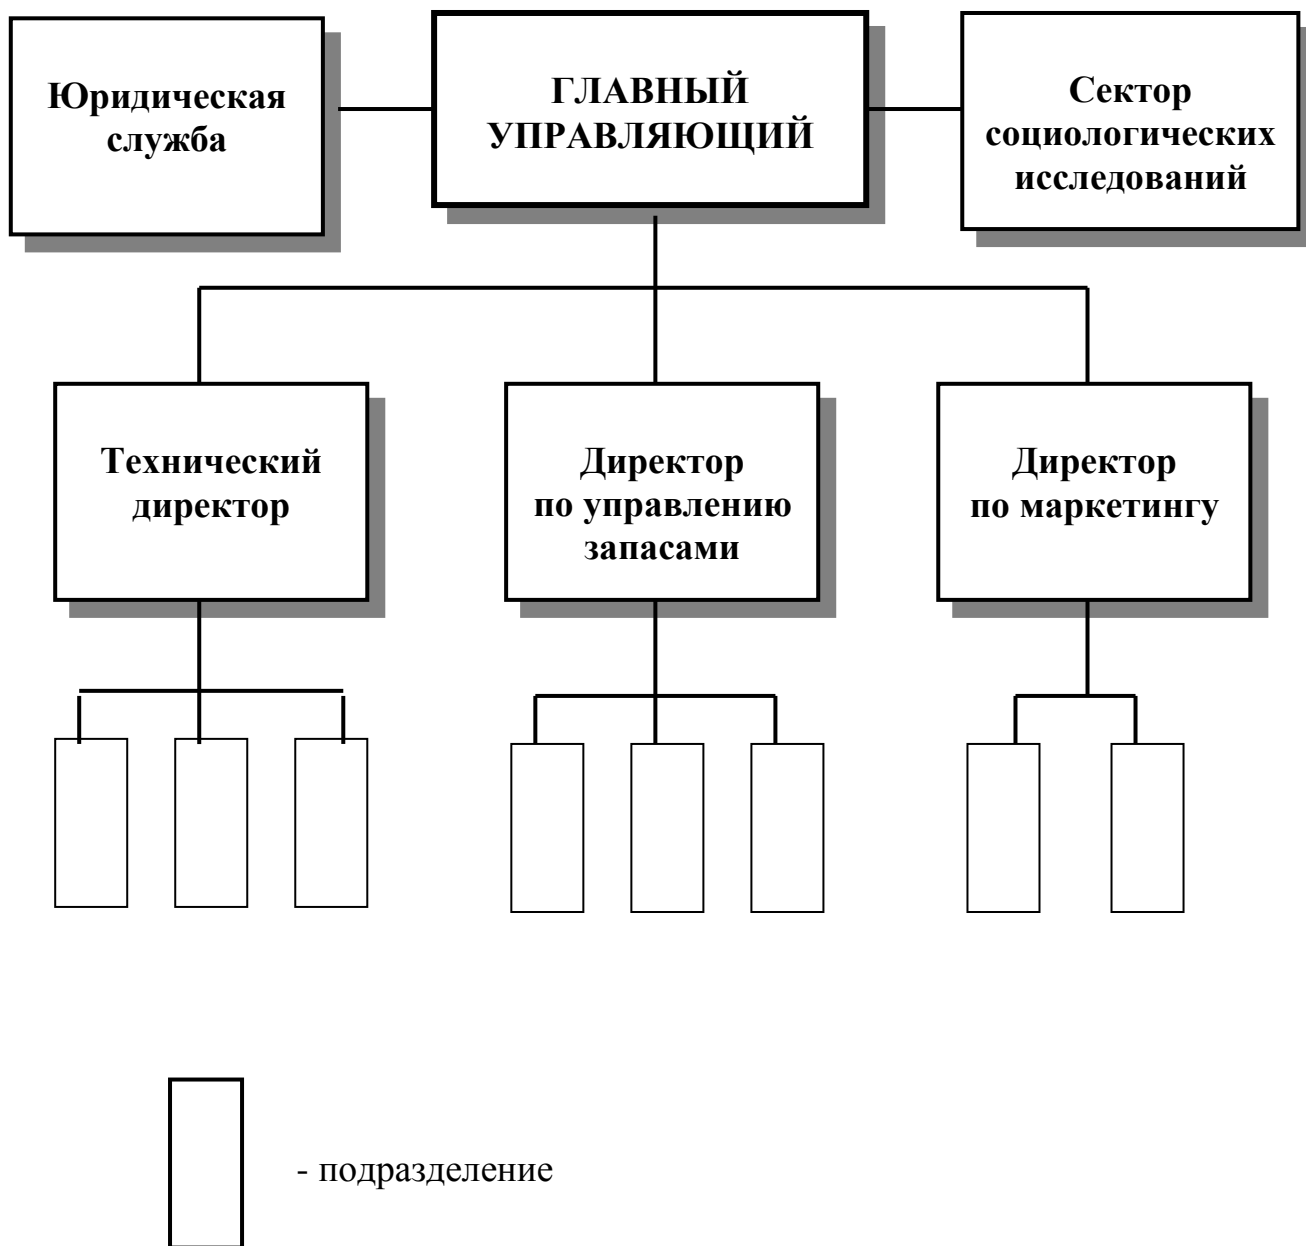 Юридическая
служба
ГЛАВНЫЙ
УПРАВЛЯЮЩИЙ
Сектор
социологических
исследований
Технический
директор
Директор
по управлению
запасами
Директор
по маркетингу
- подразделение